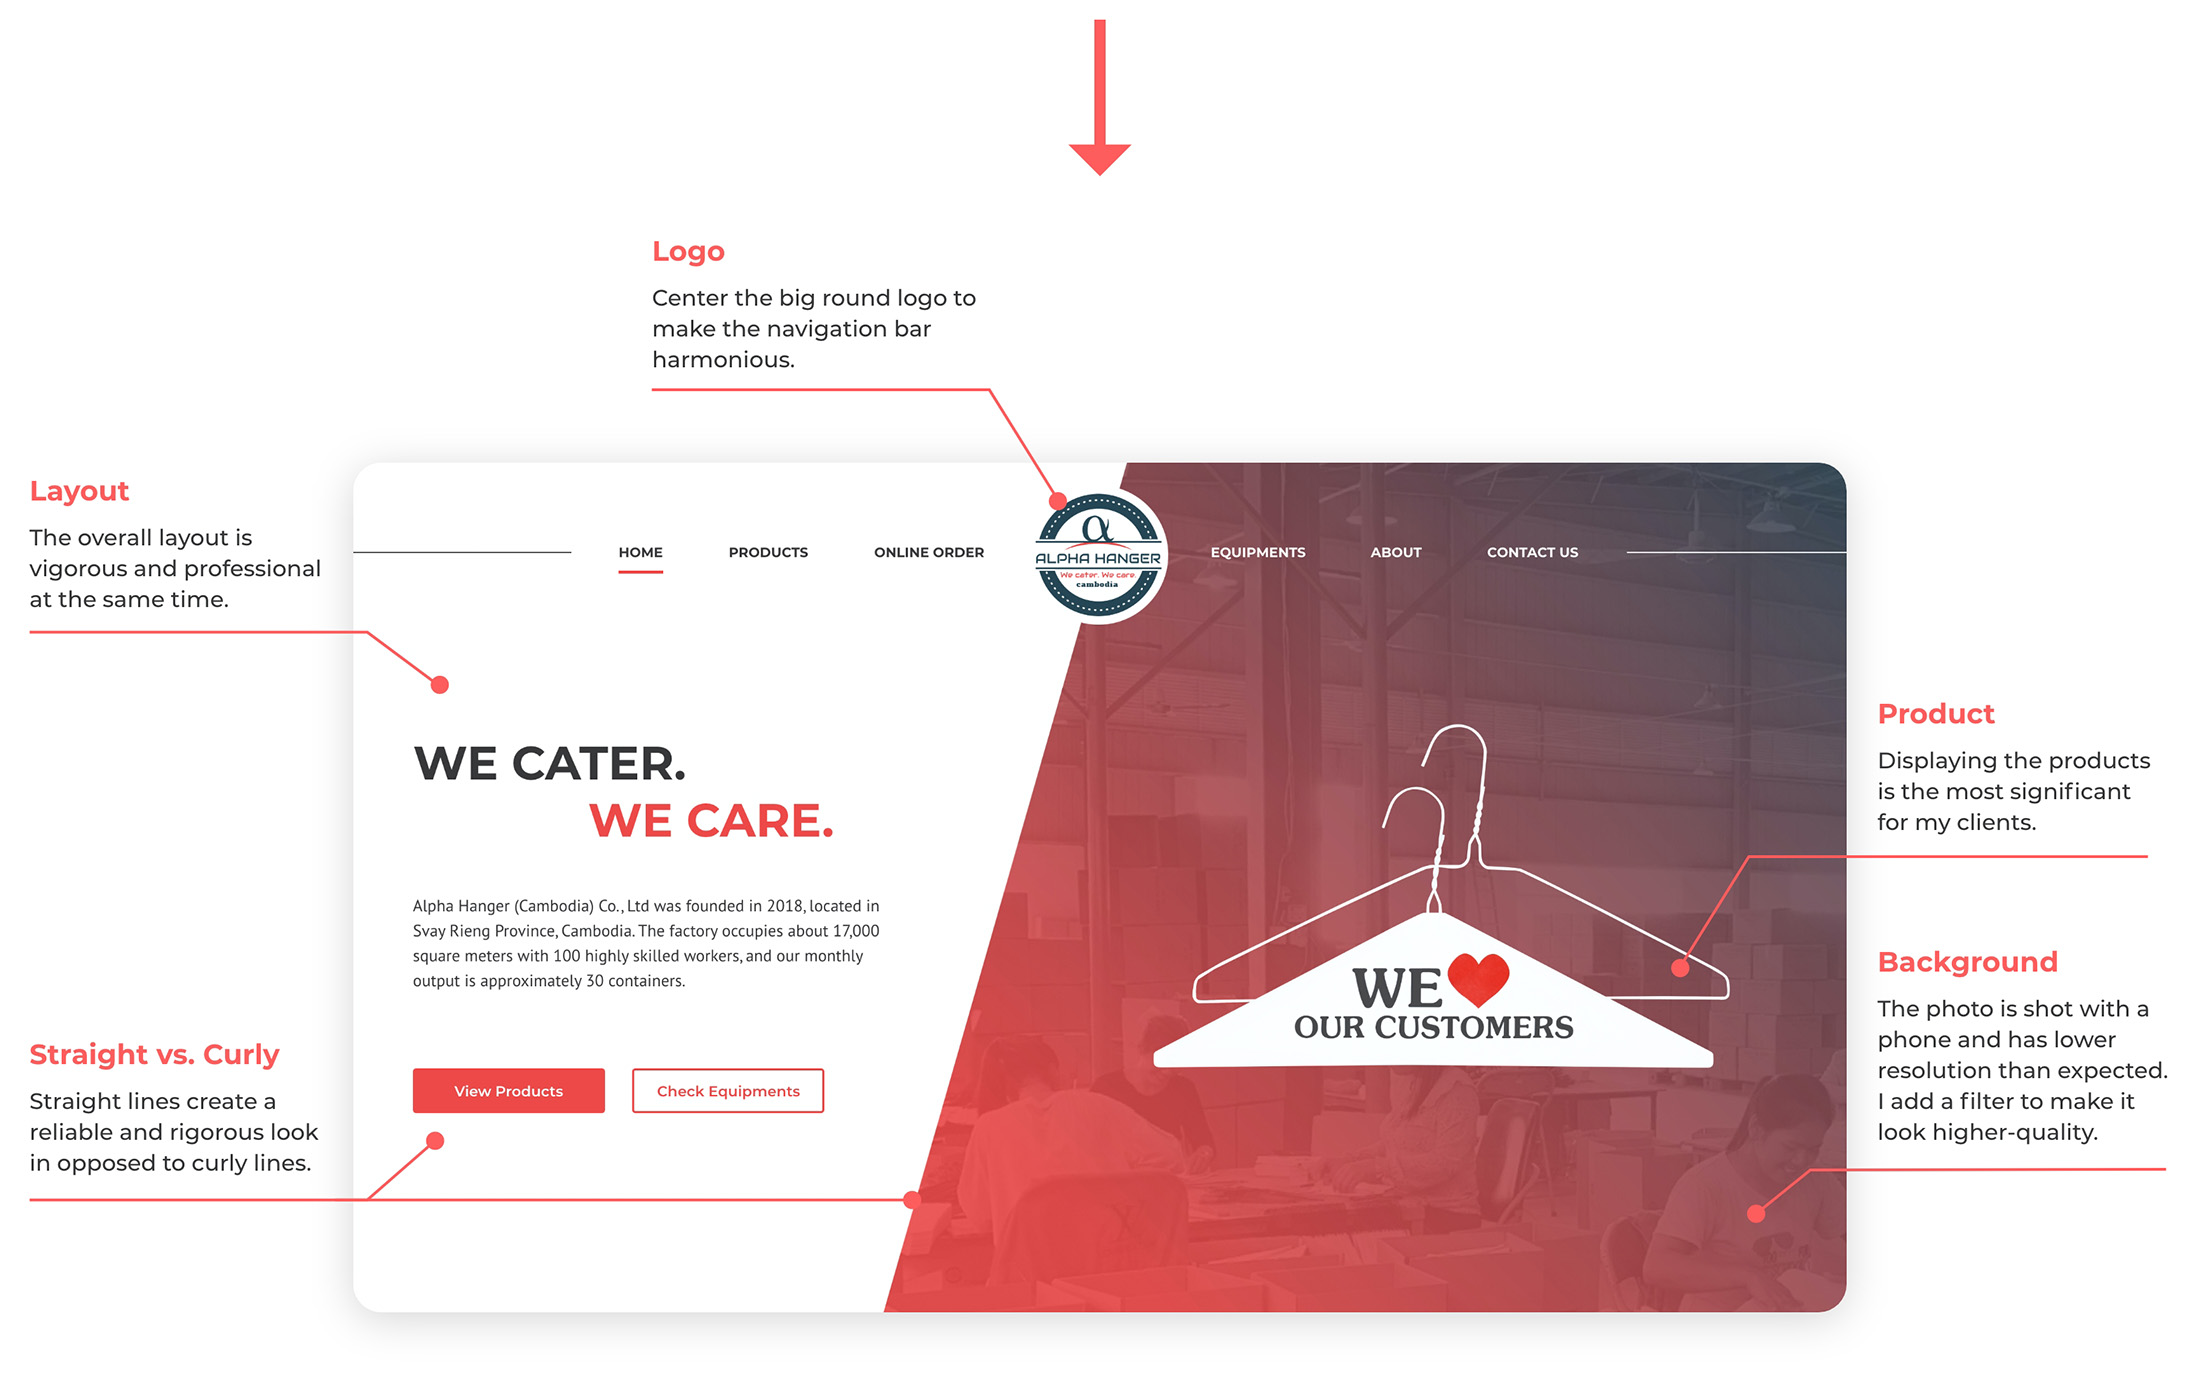 Logo
Center the big round logo to
make the navigation bar
harmonious.
Layout
The overall layout is
vigorous and professional
at the same time.
HOME
PRODUCTS
ONLINE ORDER
α
ALPHA HANGER
We cater. We care.
cambodia
EQUIPMENTS
ABOUT
CONTACT US
WE CATER.
WE CARE.
Alpha Hanger (Cambodia) Co., Ltd was founded in 2018, located in
Svay Rieng Province, Cambodia. The factory occupies about 17,000
square meters with 100 highly skilled workers, and our monthly
output is approximately 30 containers.
View Products
Check Equipments
Straight vs. Curly
Straight lines create a
reliable and rigorous look
in opposed to curly lines.
WE
OUR CUSTOMERS
Product
Displaying the products
is the most significant
for my clients.
Background
The photo is shot with a
phone and has lower
resolution than expected.
I add a filter to make it
look higher-quality.